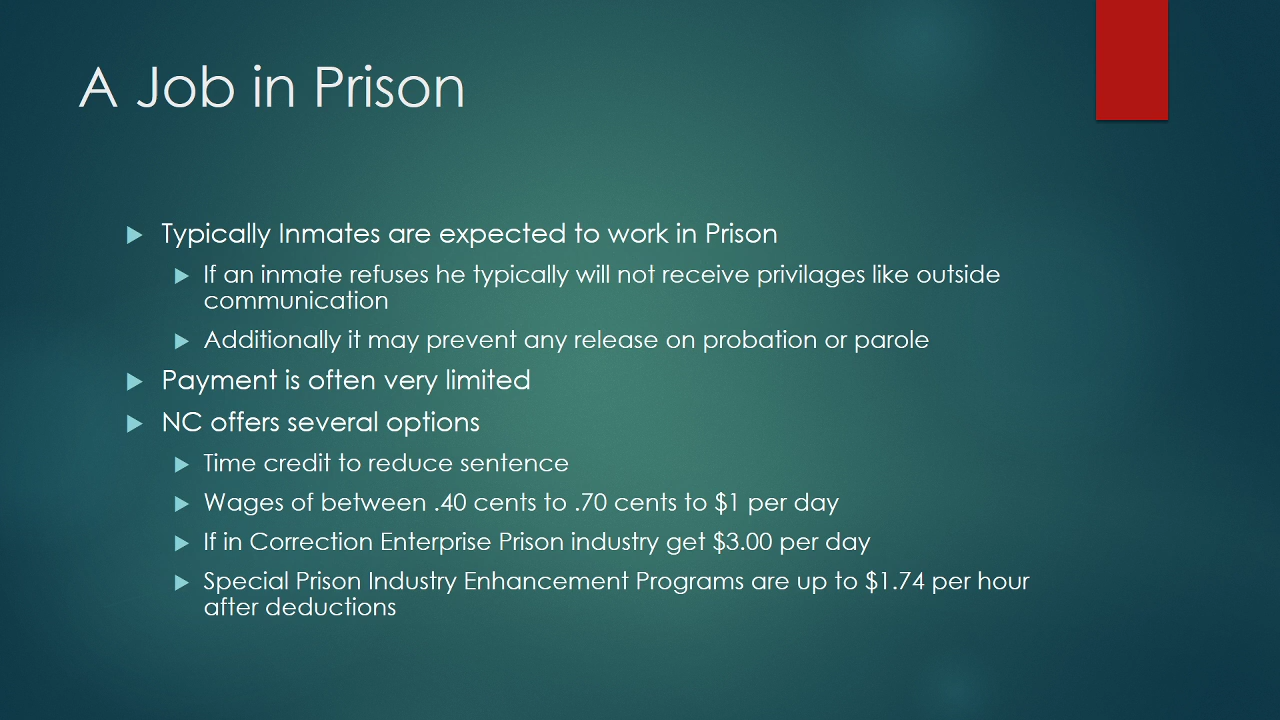 A Job in Prison
Typically Inmates are expected to work in Prison
If an inmate refuses he typically will not receive privilages like outside
communication
Additionally it may prevent any release on probation or parole
Payment is often very limited
NC offers several options
Time credit to reduce sentence
Wages of between .40 cents to .70 cents to $1 per day
If in Correction Enterprise Prison industry get $3.00 per day
Special Prison Industry Enhancement Programs are up to $1.74 per hour
after deductions